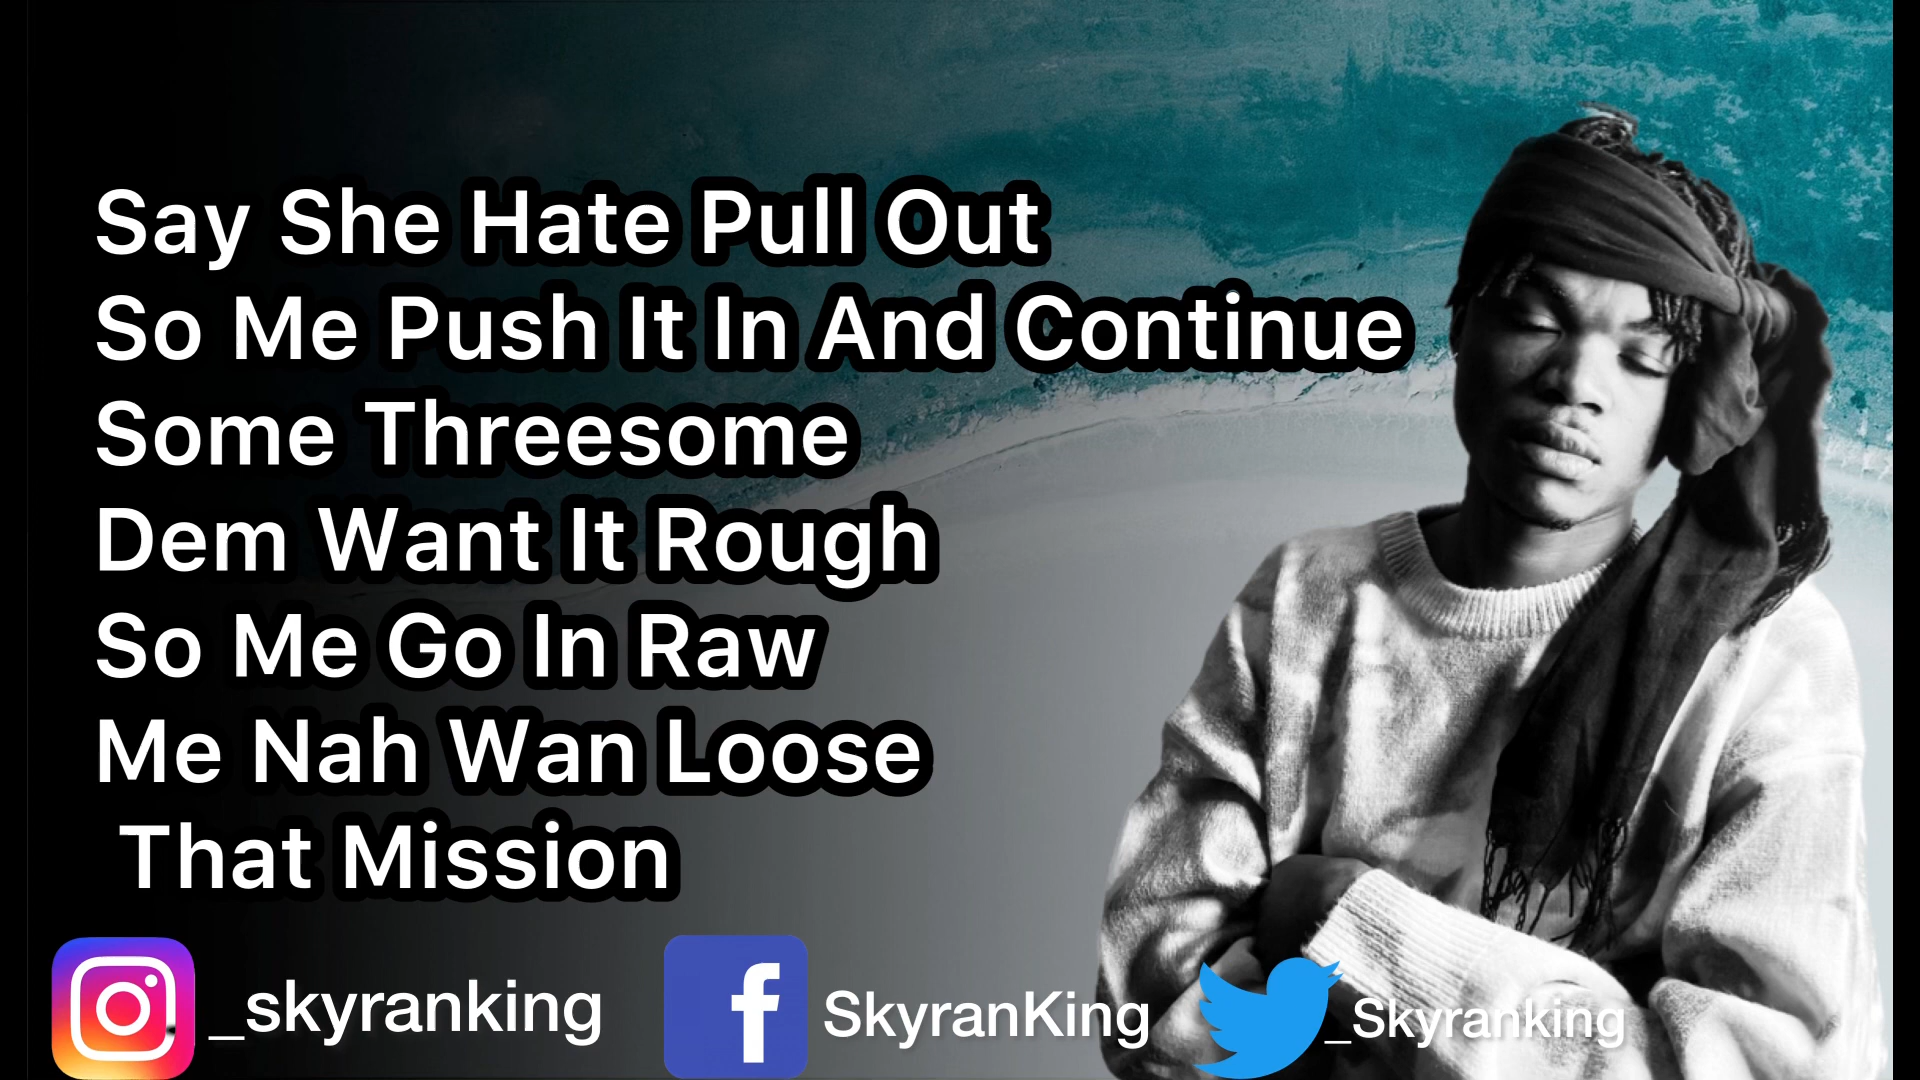 Say She Hate Pull Out
So Me Push It In And Continue
Some Threesome
Dem Want It Rough
So Me Go In Raw
Me Nah Wan Loose
That Mission
_skyranking
SkyranKing
_Skyranking